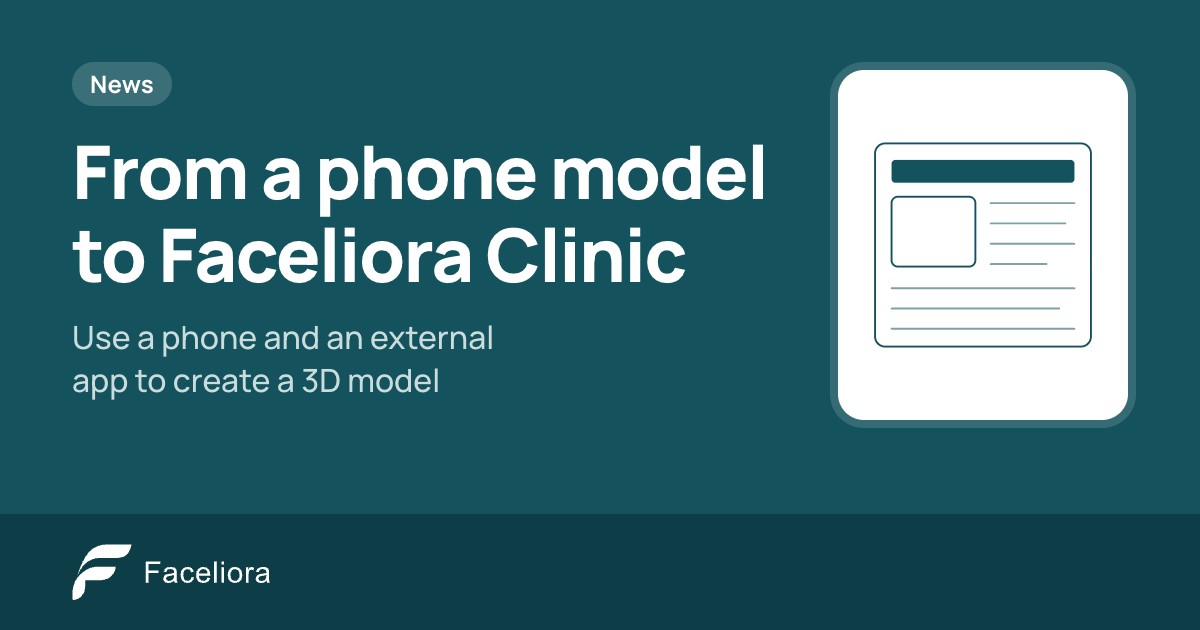 News
From a phone model
to Faceliora Clinic
Use a phone and an external
app to create a 3D model
Faceliora